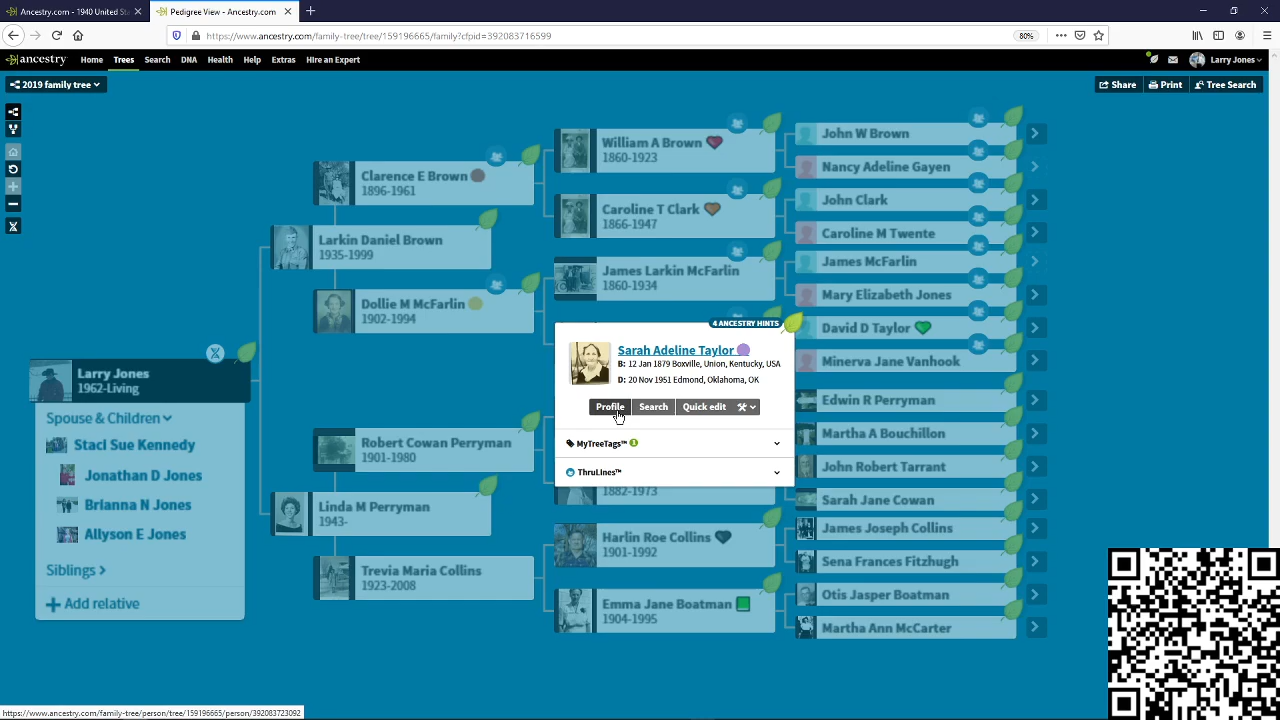 Ancestry.com - 1940 United Sta
Pedigree View - Ancestry.com
https://www.ancestry.com/family-tree/tree/159196665/family?cfpid=392083716599
80%
ancestry
Home
Trees
Search
DNA
Health
Help
Extras
Hire an Expert
Larry Jones
2019 family tree
Share
Print
Tree Search
Larry Jones
1962-Living
Spouse & Children
Staci Sue Kennedy
Jonathan D Jones
Brianna N Jones
Allyson E Jones
Siblings
Add relative
Larkin Daniel Brown
1935-1999
Linda M Perryman
1943-
Clarence E Brown
1896-1961
Dollie M McFarlin
1902-1994
Robert Cowan Perryman
1901-1980
Trevia Maria Collins
1923-2008
William A Brown
1860-1923
Caroline T Clark
1866-1947
James Larkin McFarlin
1860-1934
4 ANCESTRY HINTS
Sarah Adeline Taylor
B: 12 Jan 1879 Boxville, Union, Kentucky, USA
D: 20 Nov 1951 Edmond, Oklahoma, OK
Profile
Search
Quick edit
MyTreeTags™ 1
ThruLines™
1882-1973
Harlin Roe Collins
1901-1992
Emma Jane Boatman
1904-1995
John W Brown
Nancy Adeline Gayen
John Clark
Caroline M Twente
James McFarlin
Mary Elizabeth Jones
David D Taylor
Minerva Jane Vanhook
Edwin R Perryman
Martha A Bouchillon
John Robert Tarrant
Sarah Jane Cowan
James Joseph Collins
Sena Frances Fitzhugh
Otis Jasper Boatman
Martha Ann McCarter
https://www.ancestry.com/family-tree/person/tree/159196665/person/392083723092